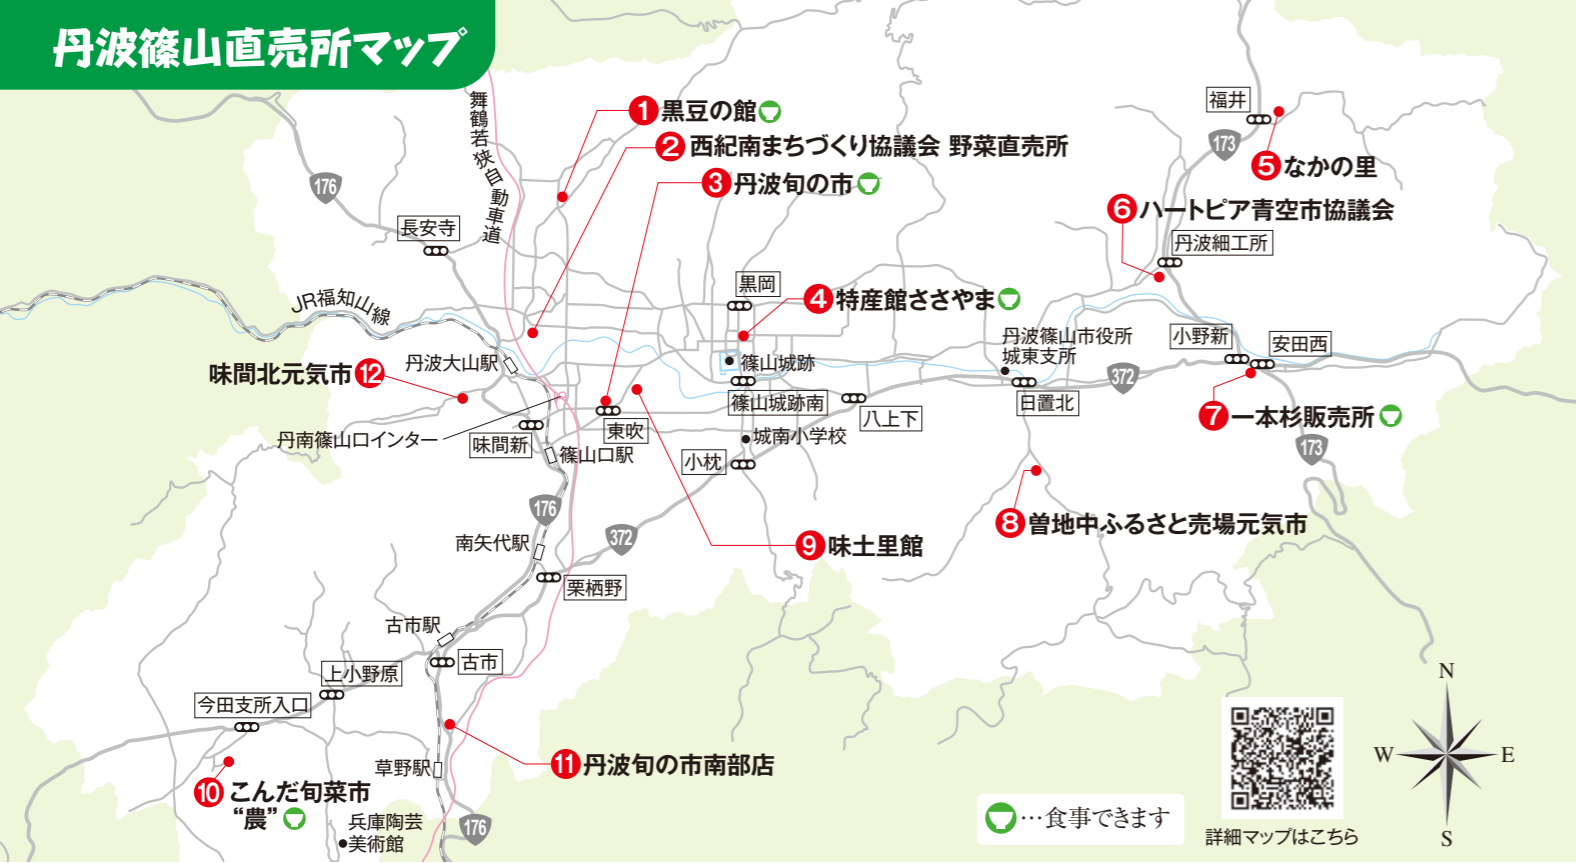 丹波篠山直売所マップ
舞鶴若狭自動車道
176
長安寺
JR福知山線
❶黒豆の館
❷西紀南まちづくり協議会 野菜直売所
❸丹波旬の市
黒岡
❹特産館ささやま
福井
173
❺なかの里
❻ハートピア青空市協議会
丹波細工所
丹波篠山市役所
城東支所
小野新
安田西
372
日置北
❼一本杉販売所
173
❽曽地中ふるさと売場元気市
篠山城跡
篠山城跡南
八上下
城南小学校
小枕
丹波大山駅
味間北元気市⓬
丹南篠山口インター
味間新
東吹
篠山口駅
176
372
❾味土里館
南矢代駅
栗栖野
古市駅
古市
上小野原
今田支所入口
❿こんだ旬菜市
“農”
草野駅
⓫丹波旬の市南部店
兵庫陶芸
美術館
176
…食事できます
詳細マップはこちら
N
W
E
S